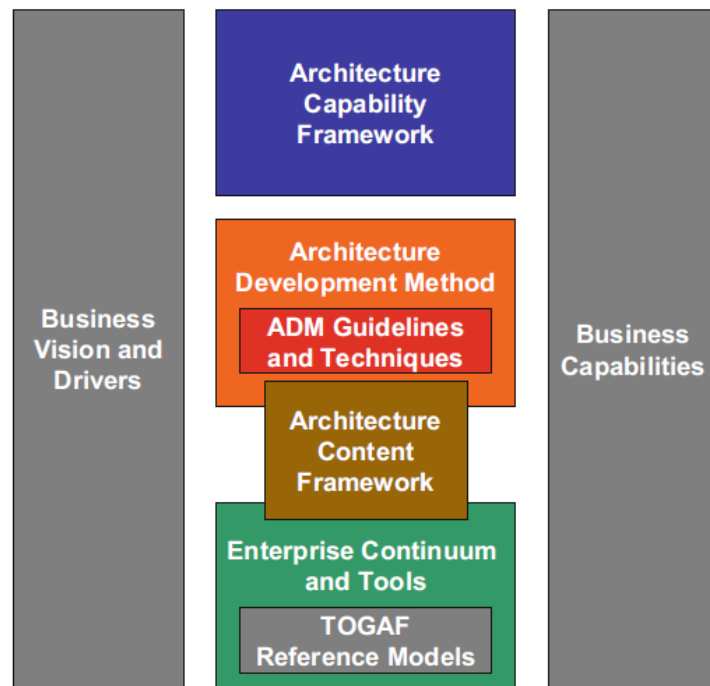 Business
Vision and
Drivers
Architecture
Capability
Framework
Architecture
Development Method
ADM Guidelines
and Techniques
Architecture
Content
Framework
Enterprise Continuum
and Tools
TOGAF
Reference Models
Business
Capabilities